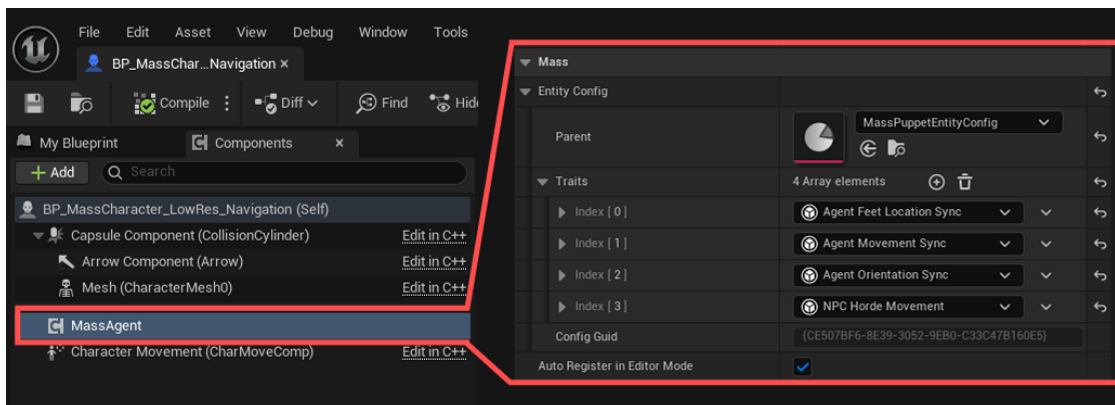 File Edit Asset View Debug Window Tools
BP_MassChar...Navigation ×
Compile Diff Find Hide
My Blueprint Components ×
+ Add Search
BP_MassCharacter_LowRes_Navigation (Self)
Capsule Component (CollisionCylinder) Edit in C++
Arrow Component (Arrow) Edit in C++
Mesh (CharacterMesh0) Edit in C++
MassAgent
Character Movement (CharMoveComp) Edit in C++
Mass
Entity Config
Parent MassPuppetEntityConfig
Traits 4 Array elements
Index [ 0 ] Agent Feet Location Sync
Index [ 1 ] Agent Movement Sync
Index [ 2 ] Agent Orientation Sync
Index [ 3 ] NPC Horde Movement
Config Guid {CE507BF6-8E39-3052-9EB0-C33C47B160E5}
Auto Register in Editor Mode